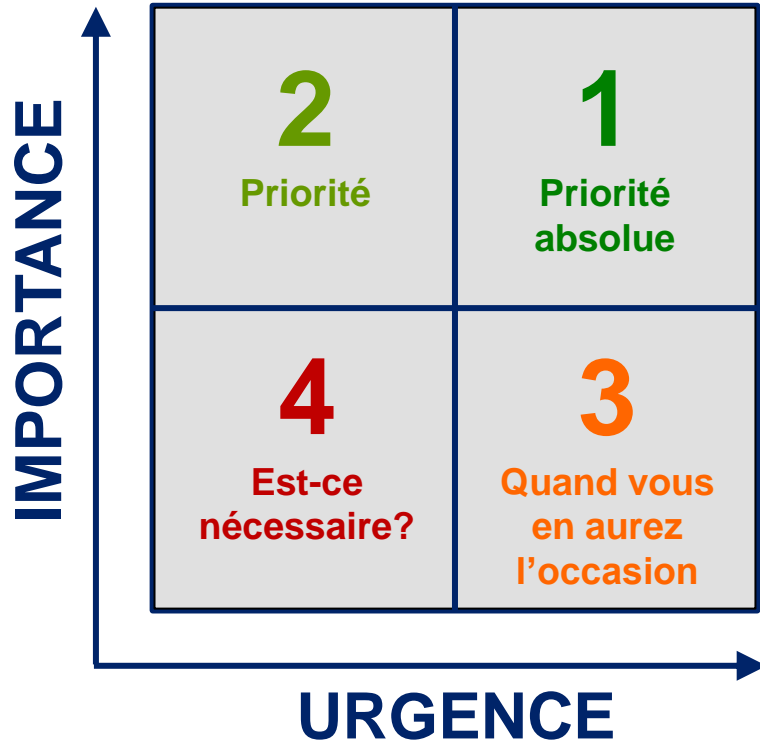 IMPORTANCE
2
Priorité
1
Priorité
absolue
4
Est-ce
nécessaire?
3
Quand vous
en aurez
l’occasion
URGENCE